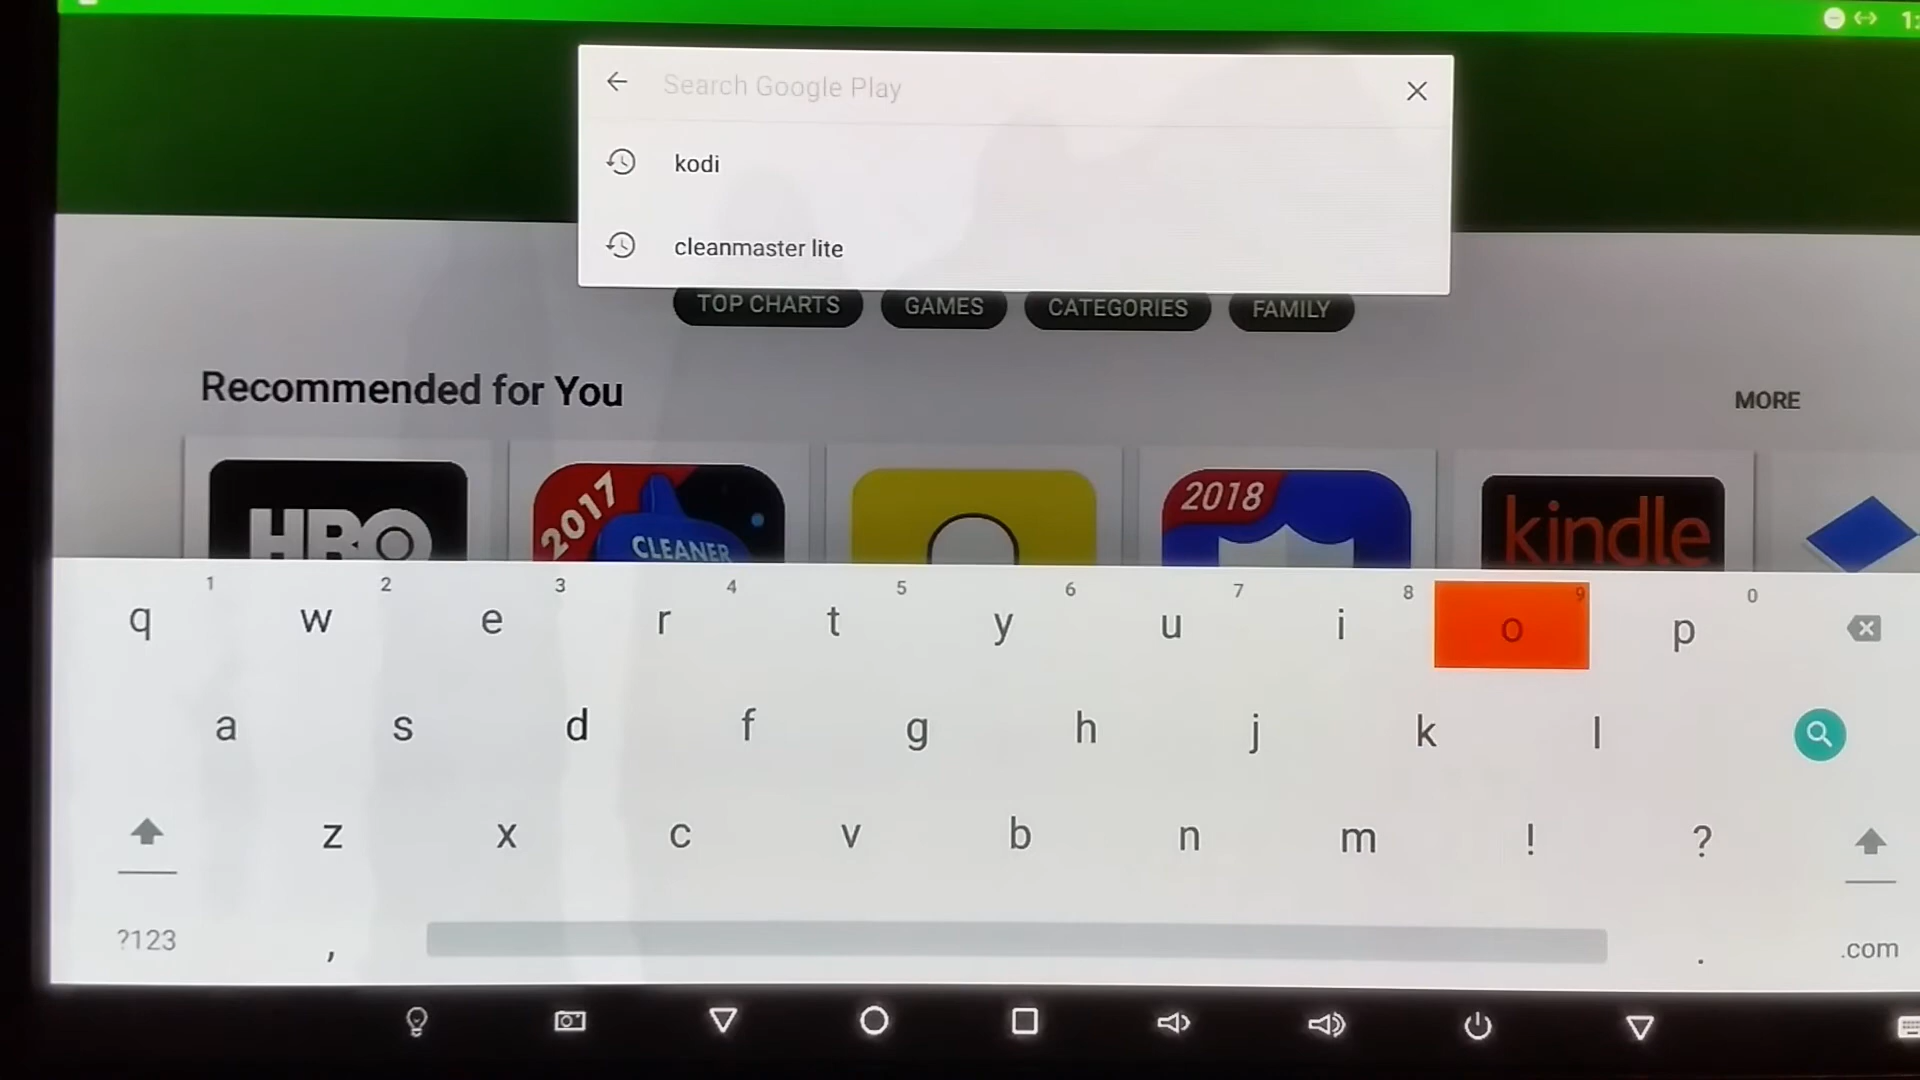 1:
Search Google Play
kodi
cleanmaster lite
TOP CHARTS GAMES CATEGORIES FAMILY
Recommended for You MORE
HBO 2017 CLEANER 2018 kindle
1 2 3 4 5 6 7 8 9 0
q w e r t y u i o p
a s d f g h j k l
z x c v b n m ! ?
?123 , . .com